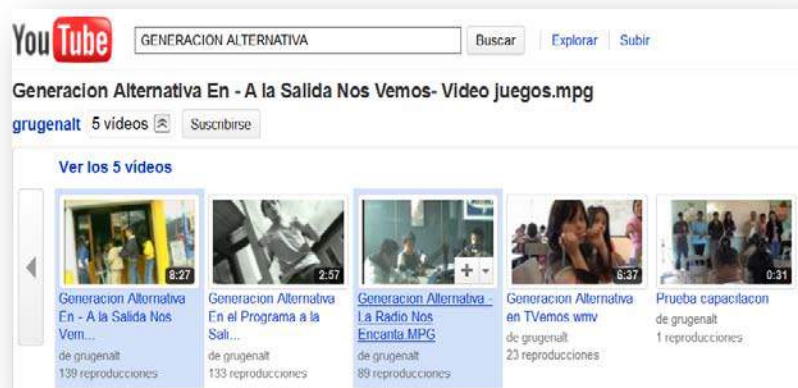 You Tube GENERACION ALTERNATIVA Buscar Explorar Subir
Generacion Alternativa En - A la Salida Nos Vemos- Video juegos.mpg
grugenalt 5 vídeos Suscribirse
Ver los 5 vídeos
8:27
2:57
6:37
0:31
Generacion Alternativa
En - A la Salida Nos
Vem...
de grugenalt
139 reproducciones
Generacion Alternativa
En el Programa a la
Sali...
de grugenalt
133 reproducciones
Generacion Alternativa -
La Radio Nos
Encanta.MPG
de grugenalt
89 reproducciones
Generacion Alternativa
en TVemos.wmv
de grugenalt
23 reproducciones
Prueba capacitacon
de grugenalt
1 reproducciones